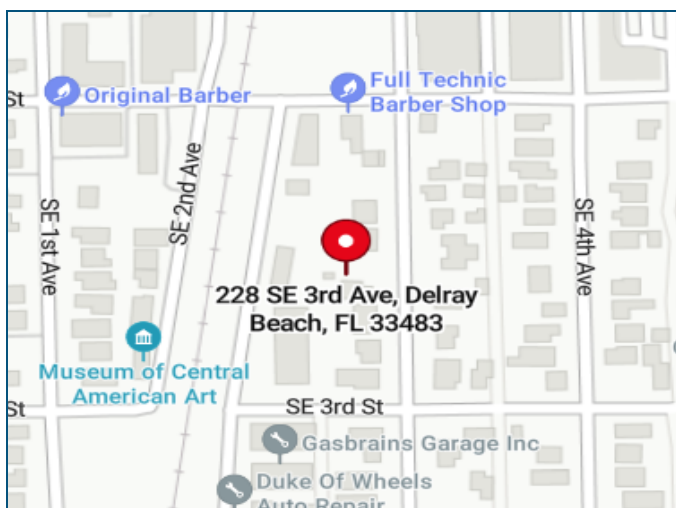 St
Original Barber
Full Technic
Barber Shop
SE 1st Ave
SE 2nd Ave
SE 4th Ave
228 SE 3rd Ave, Delray
Beach, FL 33483
Museum of Central
American Art
St
SE 3rd St
Gasbrains Garage Inc
Duke Of Wheels
Auto Repair